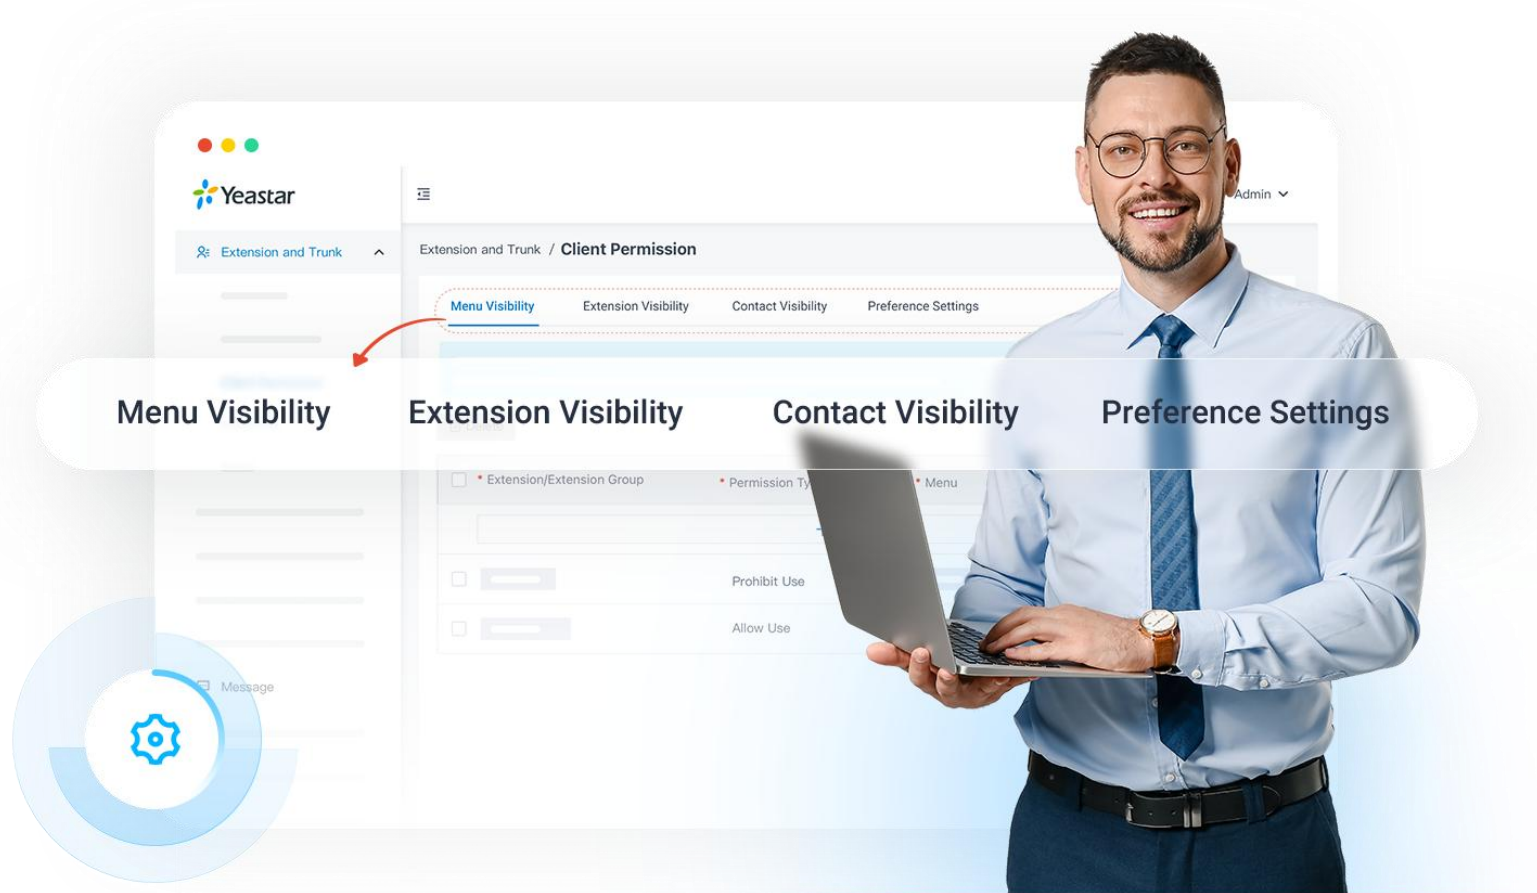 Yeastar
Admin
Extension and Trunk
Extension and Trunk / Client Permission
Menu Visibility Extension Visibility Contact Visibility Preference Settings
Menu Visibility Extension Visibility Contact Visibility Preference Settings
* Extension/Extension Group * Permission Ty * Menu
Prohibit Use
Allow Use
Message